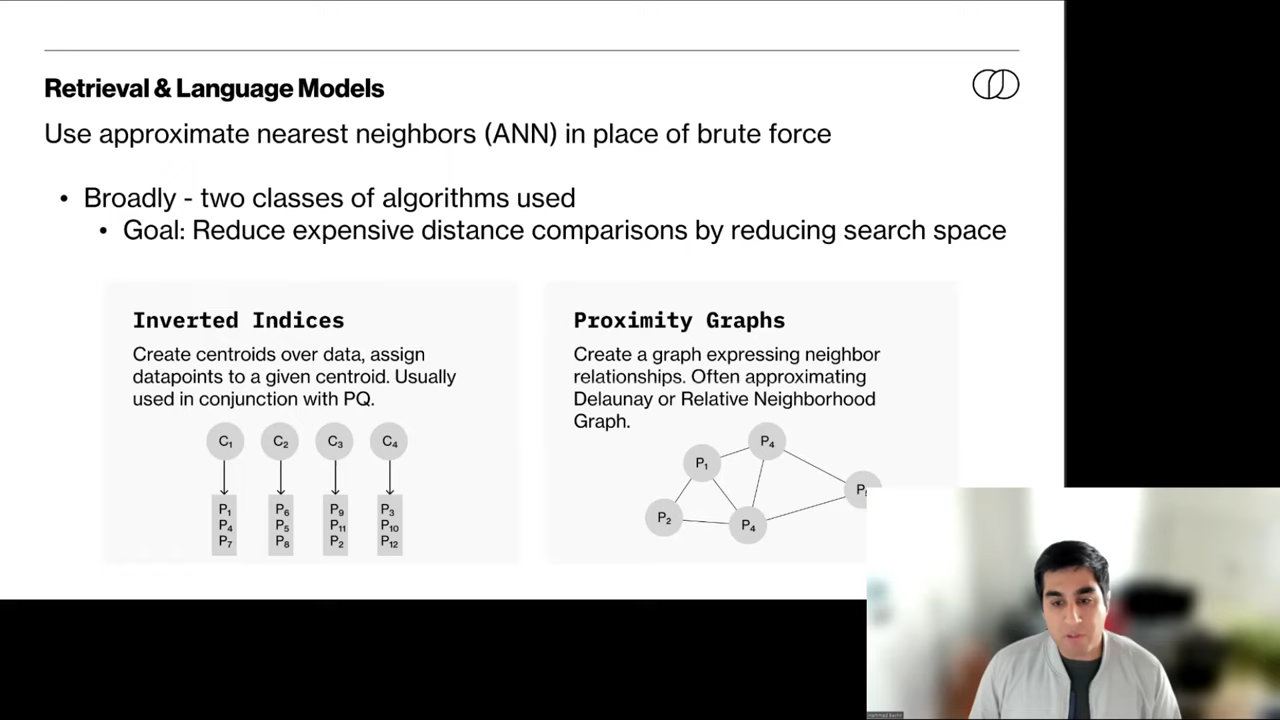 Retrieval & Language Models
Use approximate nearest neighbors (ANN) in place of brute force
• Broadly - two classes of algorithms used
• Goal: Reduce expensive distance comparisons by reducing search space
Inverted Indices
Create centroids over data, assign
datapoints to a given centroid. Usually
used in conjunction with PQ.
C₁ C₂ C₃ C₄
P₁ P₆ P₉ P₃
P₄ P₅ P₁₁ P₁₀
P₇ P₈ P₂ P₁₂
Proximity Graphs
Create a graph expressing neighbor
relationships. Often approximating
Delaunay or Relative Neighborhood
Graph.
P₄
P₁
P₂
P₄